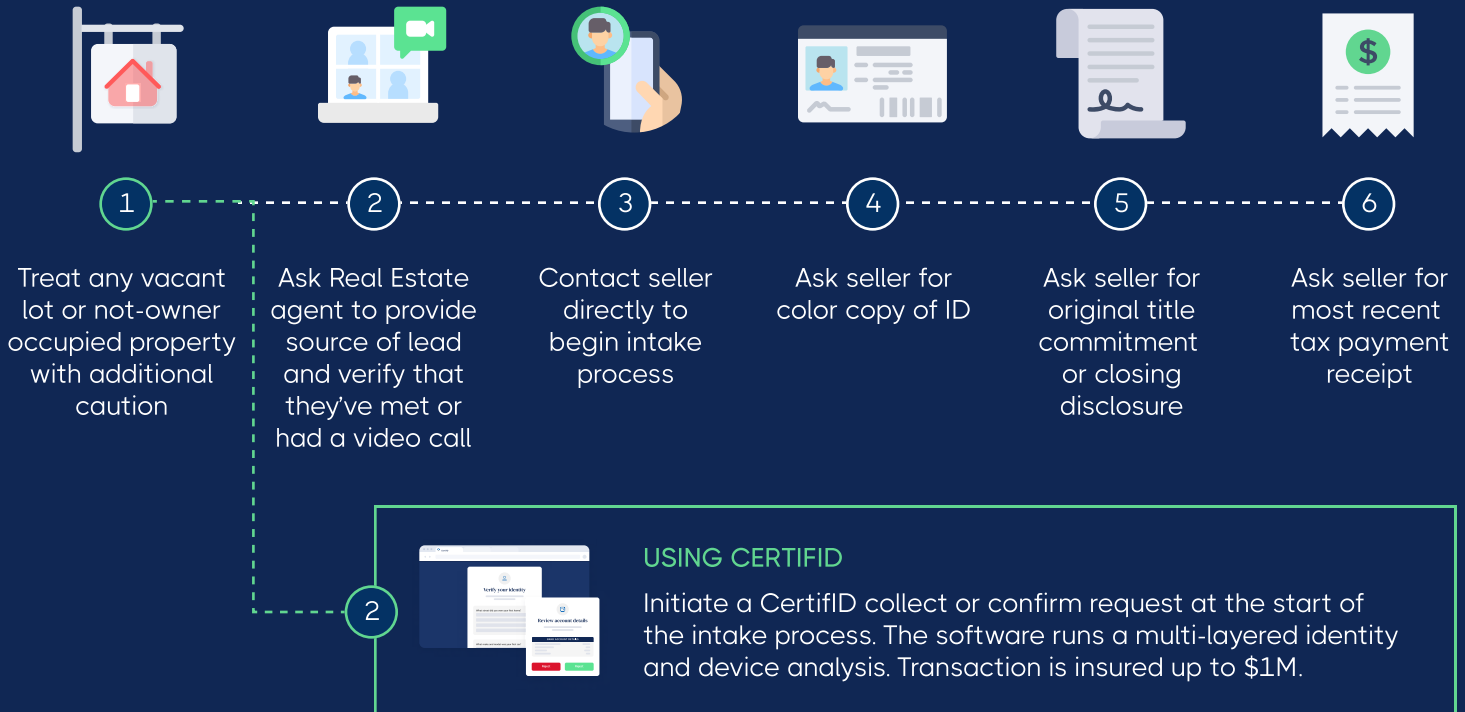 1
2
3
4
5
6
Treat any vacant
lot or not-owner
occupied property
with additional
caution
Ask Real Estate
agent to provide
source of lead
and verify that
they’ve met or
had a video call
Contact seller
directly to
begin intake
process
Ask seller for
color copy of ID
Ask seller for
original title
commitment
or closing
disclosure
Ask seller for
most recent
tax payment
receipt
$
2
Verify your identity
Review account details
USING CERTIFID
Initiate a CertifID collect or confirm request at the start of
the intake process. The software runs a multi-layered identity
and device analysis. Transaction is insured up to $1M.